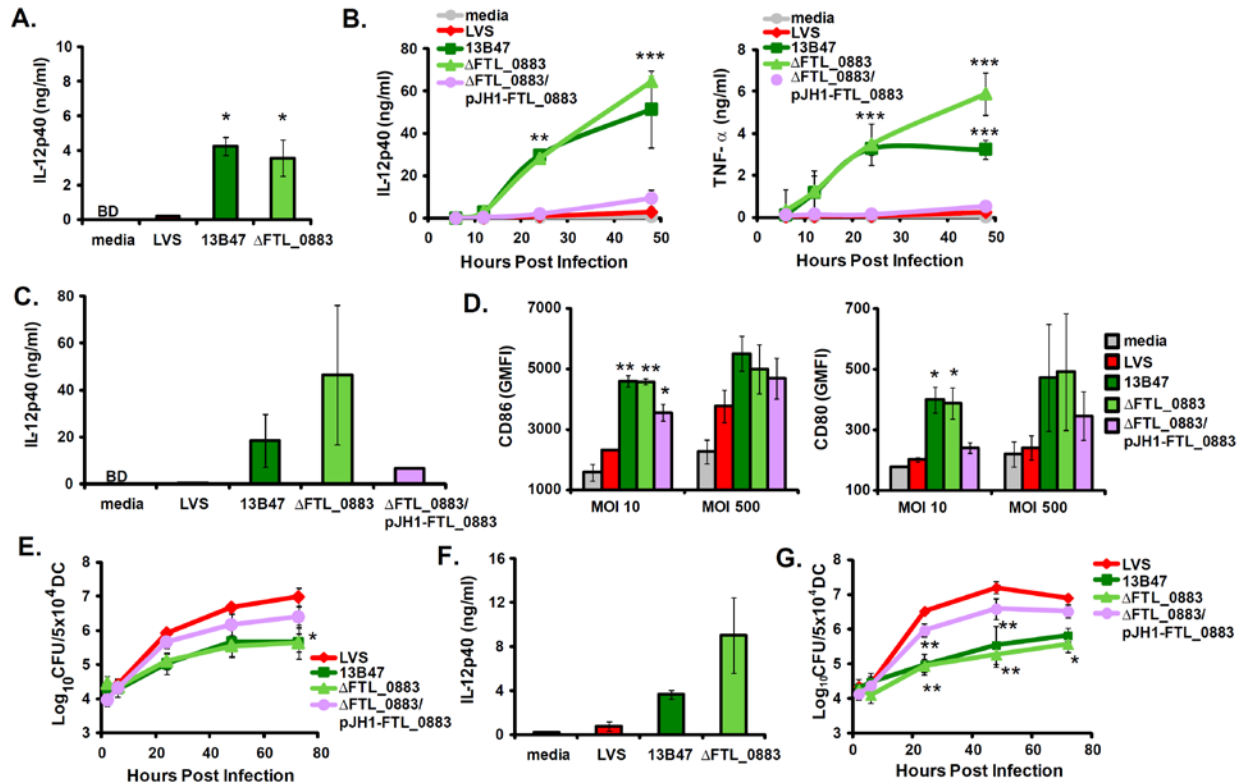 A.
IL-12p40 (ng/ml)
10
8
6
4
2
0
BD
*
*
media LVS 13B47 ΔFTL_0883
B.
media
LVS
13B47
ΔFTL_0883
ΔFTL_0883/
pJH1-FTL_0883
IL-12p40 (ng/ml)
80
60
40
20
0
**
***
0 10 20 30 40 50
Hours Post Infection
media
LVS
13B47
ΔFTL_0883
ΔFTL_0883/
pJH1-FTL_0883
TNF- α (ng/ml)
8
6
4
2
0
***
***
***
0 10 20 30 40 50
Hours Post Infection
C.
IL-12p40 (ng/ml)
80
60
40
20
0
BD
media LVS 13B47 ΔFTL_0883 ΔFTL_0883/
pJH1-FTL_0883
D.
CD86 (GMFI)
7000
5000
3000
1000
** ** *
MOI 10 MOI 500
CD80 (GMFI)
700
500
300
100
* *
MOI 10 MOI 500
media
LVS
13B47
ΔFTL_0883
ΔFTL_0883/
pJH1-FTL_0883
E.
Log10CFU/5x10⁴DC
8
7
6
5
4
3
*
0 20 40 60 80
Hours Post Infection
LVS
13B47
ΔFTL_0883
ΔFTL_0883/
pJH1-FTL_0883
F.
IL-12p40 (ng/ml)
16
12
8
4
0
media LVS 13B47 ΔFTL_0883
G.
Log10CFU/5x10⁴DC
8
7
6
5
4
3
**
**
**
**
*
0 20 40 60 80
Hours Post Infection
LVS
13B47
ΔFTL_0883
ΔFTL_0883/
pJH1-FTL_0883